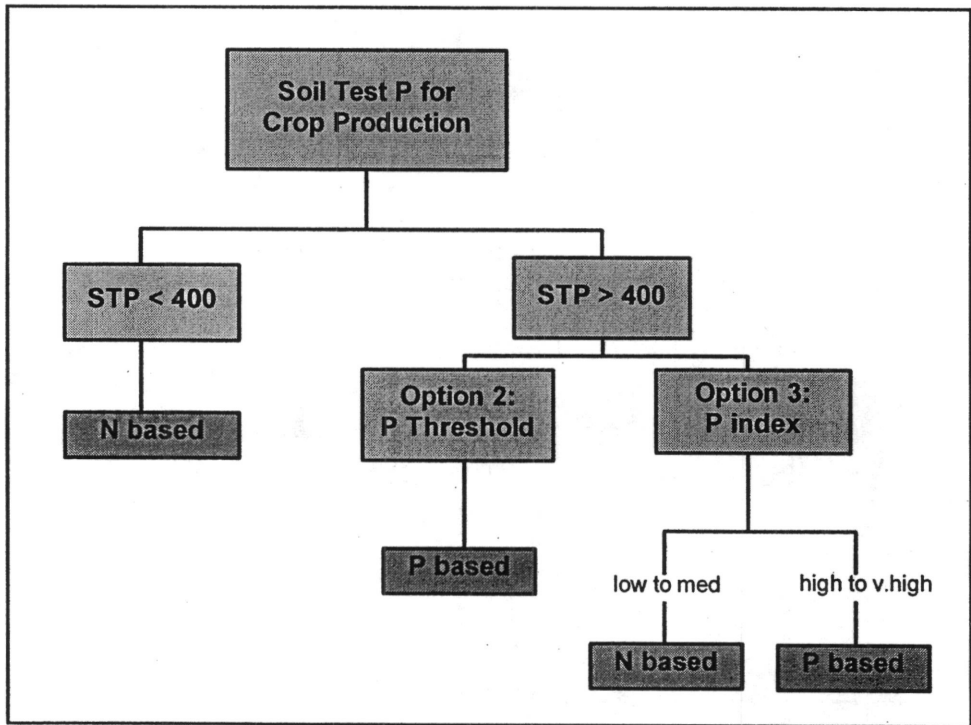 Soil Test P for
Crop Production
STP < 400
STP > 400
Option 2:
P Threshold
Option 3:
P index
N based
P based
low to med
high to v.high
N based
P based